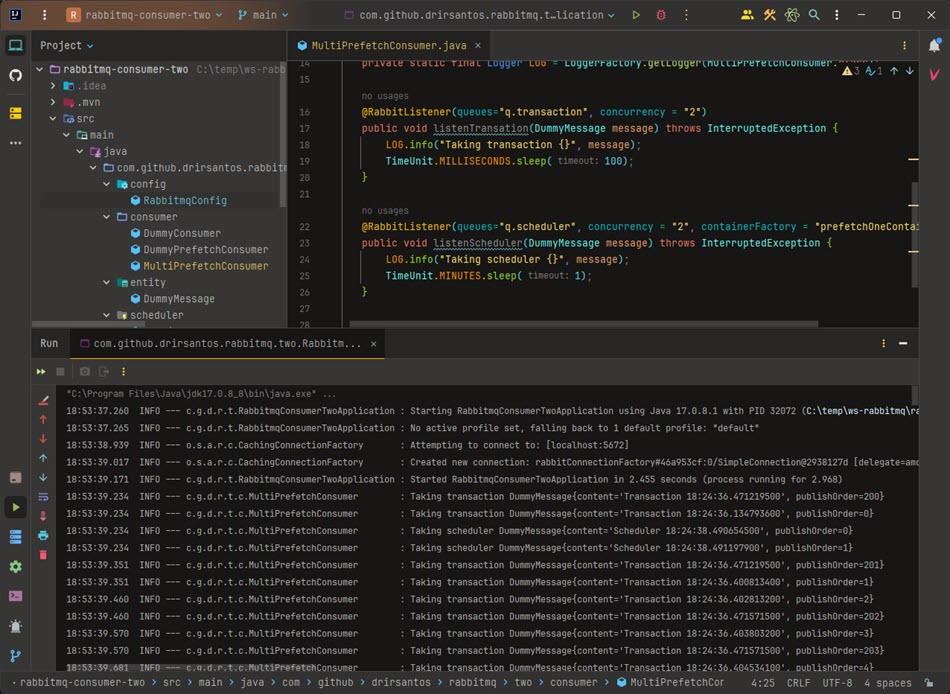 rabbitmq-consumer-two
main
com.github.drirsantos.rabbitmq.t...lication
Project
rabbitmq-consumer-two C:\temp\ws-rabb
.idea
.mvn
src
main
java
com.github.drirsantos.rabbitm
config
RabbitmqConfig
consumer
DummyConsumer
DummyPrefetchConsumer
MultiPrefetchConsumer
entity
DummyMessage
scheduler
MultiPrefetchConsumer.java
14 private static final Logger LOG = LoggerFactory.getLogger(MultiPrefetchConsumer.
3 1
15
no usages
16 @RabbitListener(queues="q.transaction", concurrency = "2")
17 public void listenTransation(DummyMessage message) throws InterruptedException {
18 LOG.info("Taking transaction {}", message);
19 TimeUnit.MILLISECONDS.sleep( timeout: 100);
20 }
21
no usages
22 @RabbitListener(queues="q.scheduler", concurrency = "2", containerFactory = "prefetchOneContai
23 public void listenScheduler(DummyMessage message) throws InterruptedException {
24 LOG.info("Taking scheduler {}", message);
25 TimeUnit.MINUTES.sleep( timeout: 1);
26 }
27
28
Run com.github.drirsantos.rabbitmq.two.Rabbitm...
"C:\Program Files\Java\jdk17.0.8_8\bin\java.exe" ...
18:53:37.260 INFO --- c.g.d.r.t.RabbitmqConsumerTwoApplication : Starting RabbitmqConsumerTwoApplication using Java 17.0.8.1 with PID 32072 (C:\temp\ws-rabbitmq\ra
18:53:37.265 INFO --- c.g.d.r.t.RabbitmqConsumerTwoApplication : No active profile set, falling back to 1 default profile: "default"
18:53:38.939 INFO --- o.s.a.r.c.CachingConnectionFactory : Attempting to connect to: [localhost:5672]
18:53:39.017 INFO --- o.s.a.r.c.CachingConnectionFactory : Created new connection: rabbitConnectionFactory#46a953cf:0/SimpleConnection@2938127d [delegate=amq
18:53:39.171 INFO --- c.g.d.r.t.RabbitmqConsumerTwoApplication : Started RabbitmqConsumerTwoApplication in 2.455 seconds (process running for 2.968)
18:53:39.234 INFO --- c.g.d.r.t.c.MultiPrefetchConsumer : Taking transaction DummyMessage{content='Transaction 18:24:36.471219500', publishOrder=200}
18:53:39.234 INFO --- c.g.d.r.t.c.MultiPrefetchConsumer : Taking transaction DummyMessage{content='Transaction 18:24:36.134793600', publishOrder=0}
18:53:39.234 INFO --- c.g.d.r.t.c.MultiPrefetchConsumer : Taking scheduler DummyMessage{content='Scheduler 18:24:38.490654500', publishOrder=0}
18:53:39.234 INFO --- c.g.d.r.t.c.MultiPrefetchConsumer : Taking scheduler DummyMessage{content='Scheduler 18:24:38.491197900', publishOrder=1}
18:53:39.351 INFO --- c.g.d.r.t.c.MultiPrefetchConsumer : Taking transaction DummyMessage{content='Transaction 18:24:36.471219500', publishOrder=201}
18:53:39.351 INFO --- c.g.d.r.t.c.MultiPrefetchConsumer : Taking transaction DummyMessage{content='Transaction 18:24:36.400813400', publishOrder=1}
18:53:39.460 INFO --- c.g.d.r.t.c.MultiPrefetchConsumer : Taking transaction DummyMessage{content='Transaction 18:24:36.402813200', publishOrder=2}
18:53:39.460 INFO --- c.g.d.r.t.c.MultiPrefetchConsumer : Taking transaction DummyMessage{content='Transaction 18:24:36.471571500', publishOrder=202}
18:53:39.570 INFO --- c.g.d.r.t.c.MultiPrefetchConsumer : Taking transaction DummyMessage{content='Transaction 18:24:36.403803200', publishOrder=3}
18:53:39.570 INFO --- c.g.d.r.t.c.MultiPrefetchConsumer : Taking transaction DummyMessage{content='Transaction 18:24:36.471571500', publishOrder=203}
18:53:39.681 INFO --- c.g.d.r.t.c.MultiPrefetchConsumer : Taking transaction DummyMessage{content='Transaction 18:24:36.404534100', publishOrder=4}
rabbitmq-consumer-two > src > main > java > com > github > drirsantos > rabbitmq > two > consumer > MultiPrefetchCor 4:25 CRLF UTF-8 4 spaces